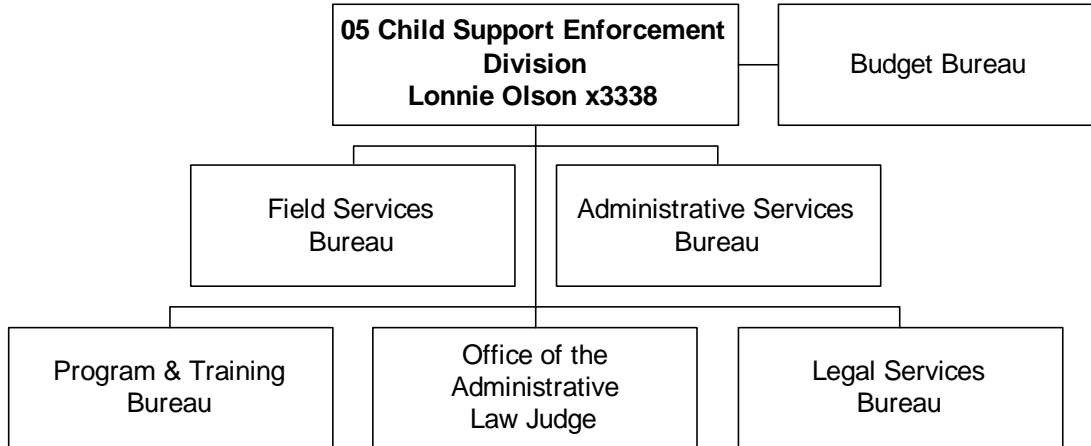 05 Child Support Enforcement
Division
Lonnie Olson x3338
Budget Bureau
Field Services
Bureau
Administrative Services
Bureau
Program & Training
Bureau
Office of the
Administrative
Law Judge
Legal Services
Bureau